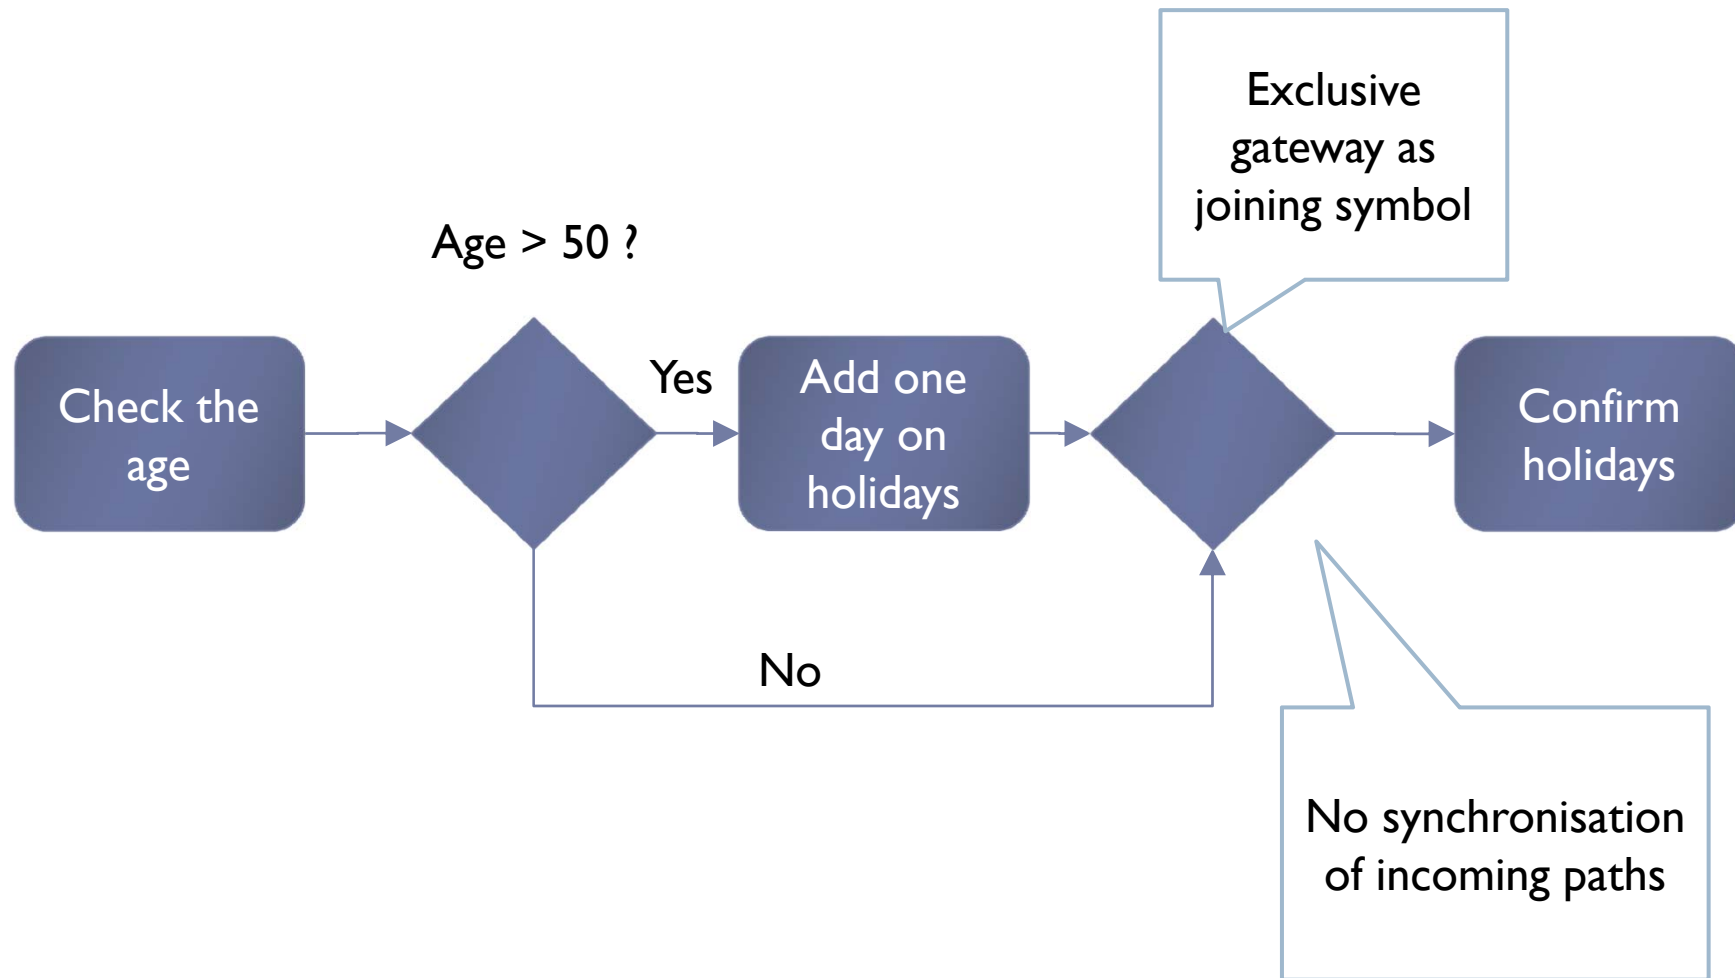 Exclusive
gateway as
joining symbol
Age > 50 ?
Check the
age
Yes
Add one
day on
holidays
Confirm
holidays
No
No synchronisation
of incoming paths